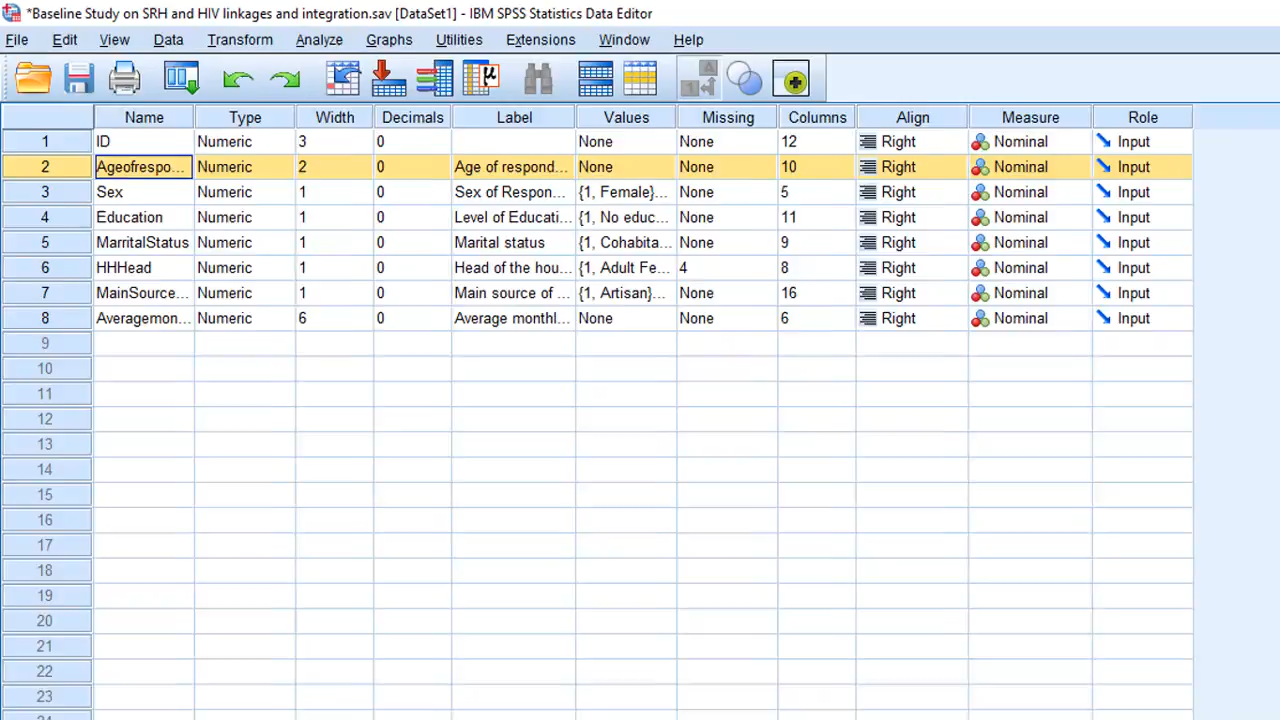 *Baseline Study on SRH and HIV linkages and integration.sav [DataSet1] - IBM SPSS Statistics Data Editor
File Edit View Data Transform Analyze Graphs Utilities Extensions Window Help
Name Type Width Decimals Label Values Missing Columns Align Measure Role
1 ID Numeric 3 0 None None 12 Right Nominal Input
2 Ageofrespo... Numeric 2 0 Age of respond... None None 10 Right Nominal Input
3 Sex Numeric 1 0 Sex of Respon... {1, Female}... None 5 Right Nominal Input
4 Education Numeric 1 0 Level of Educati... {1, No educ... None 11 Right Nominal Input
5 MarritalStatus Numeric 1 0 Marital status {1, Cohabita... None 9 Right Nominal Input
6 HHHead Numeric 1 0 Head of the hou... {1, Adult Fe... 4 8 Right Nominal Input
7 MainSource... Numeric 1 0 Main source of ... {1, Artisan}... None 16 Right Nominal Input
8 Averagemon... Numeric 6 0 Average monthl... None None 6 Right Nominal Input
9
10
11
12
13
14
15
16
17
18
19
20
21
22
23